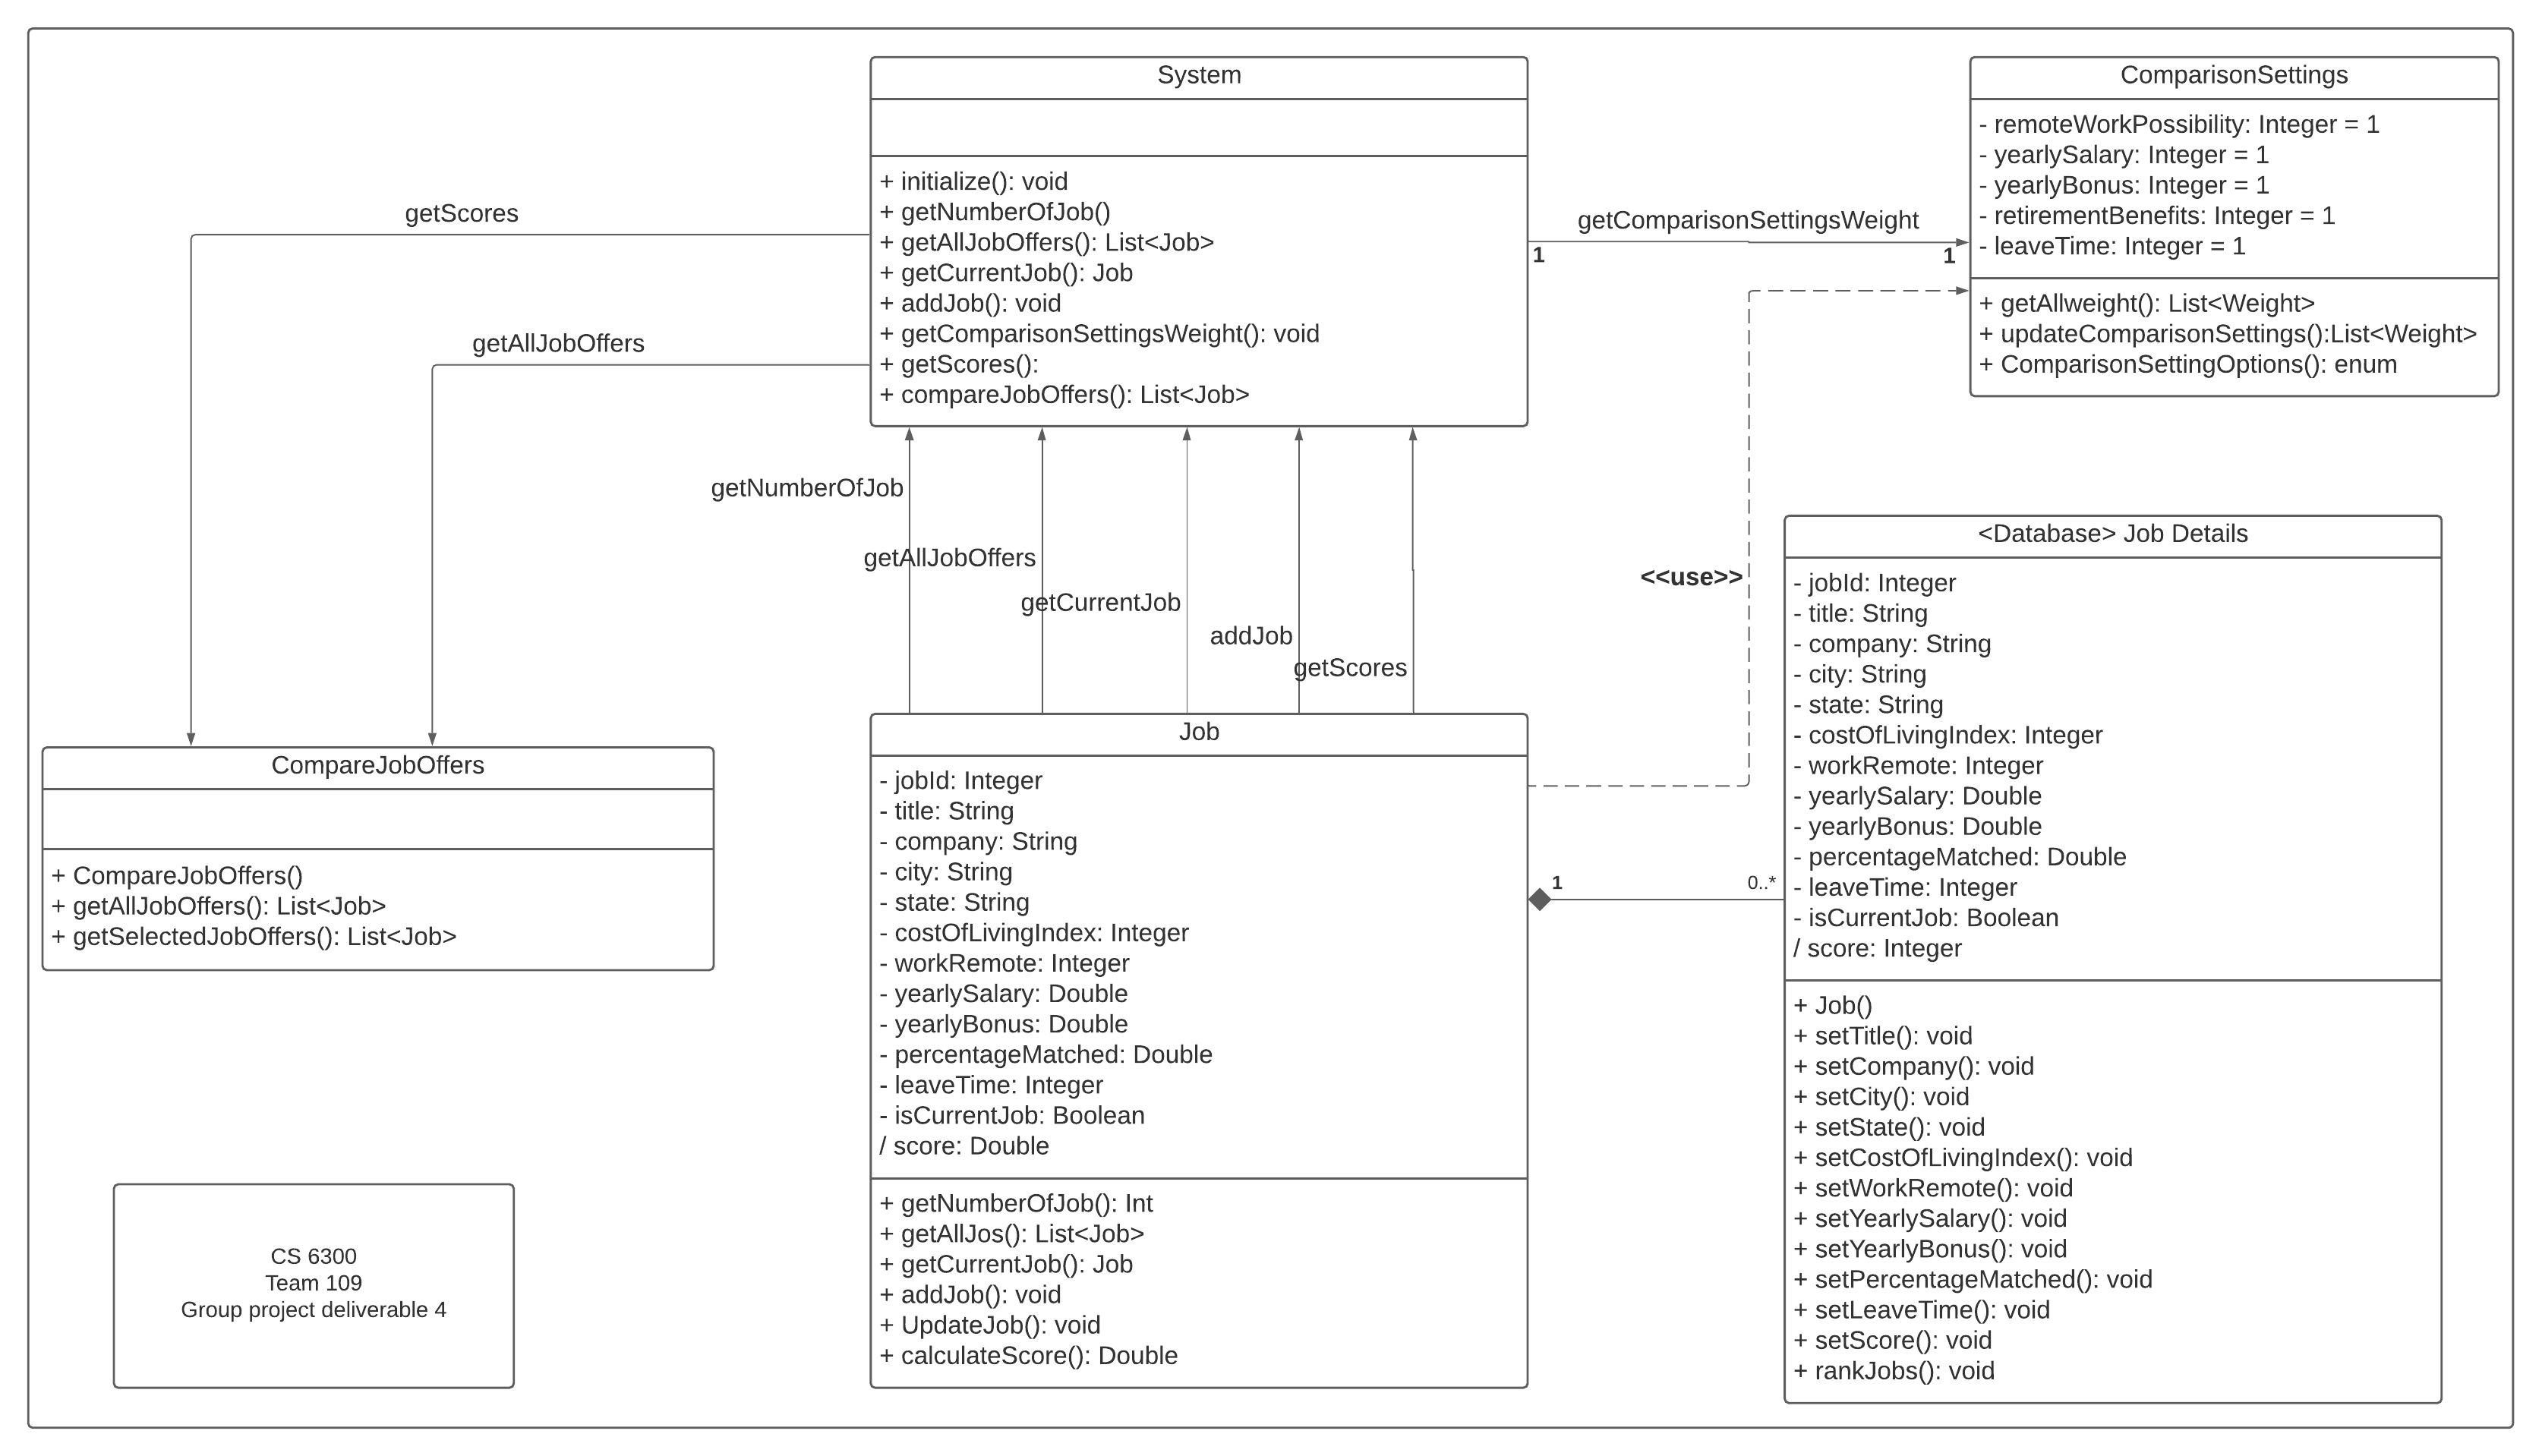 System
+ initialize(): void
+ getNumberOfJob()
+ getAllJobOffers(): List<Job>
+ getCurrentJob(): Job
+ addJob(): void
+ getComparisonSettingsWeight(): void
+ getScores():
+ compareJobOffers(): List<Job>
ComparisonSettings
- remoteWorkPossibility: Integer = 1
- yearlySalary: Integer = 1
- yearlyBonus: Integer = 1
- retirementBenefits: Integer = 1
- leaveTime: Integer = 1
+ getAllweight(): List<Weight>
+ updateComparisonSettings():List<Weight>
+ ComparisonSettingOptions(): enum
getScores
getAllJobOffers
getComparisonSettingsWeight
1
1
getNumberOfJob
getAllJobOffers
getCurrentJob
addJob
getScores
<<use>>
CompareJobOffers
+ CompareJobOffers()
+ getAllJobOffers(): List<Job>
+ getSelectedJobOffers(): List<Job>
Job
- jobId: Integer
- title: String
- company: String
- city: String
- state: String
- costOfLivingIndex: Integer
- workRemote: Integer
- yearlySalary: Double
- yearlyBonus: Double
- percentageMatched: Double
- leaveTime: Integer
- isCurrentJob: Boolean
/ score: Double
+ getNumberOfJob(): Int
+ getAllJos(): List<Job>
+ getCurrentJob(): Job
+ addJob(): void
+ UpdateJob(): void
+ calculateScore(): Double
1
0..*
<Database> Job Details
- jobId: Integer
- title: String
- company: String
- city: String
- state: String
- costOfLivingIndex: Integer
- workRemote: Integer
- yearlySalary: Double
- yearlyBonus: Double
- percentageMatched: Double
- leaveTime: Integer
- isCurrentJob: Boolean
/ score: Integer
+ Job()
+ setTitle(): void
+ setCompany(): void
+ setCity(): void
+ setState(): void
+ setCostOfLivingIndex(): void
+ setWorkRemote(): void
+ setYearlySalary(): void
+ setYearlyBonus(): void
+ setPercentageMatched(): void
+ setLeaveTime(): void
+ setScore(): void
+ rankJobs(): void
CS 6300
Team 109
Group project deliverable 4